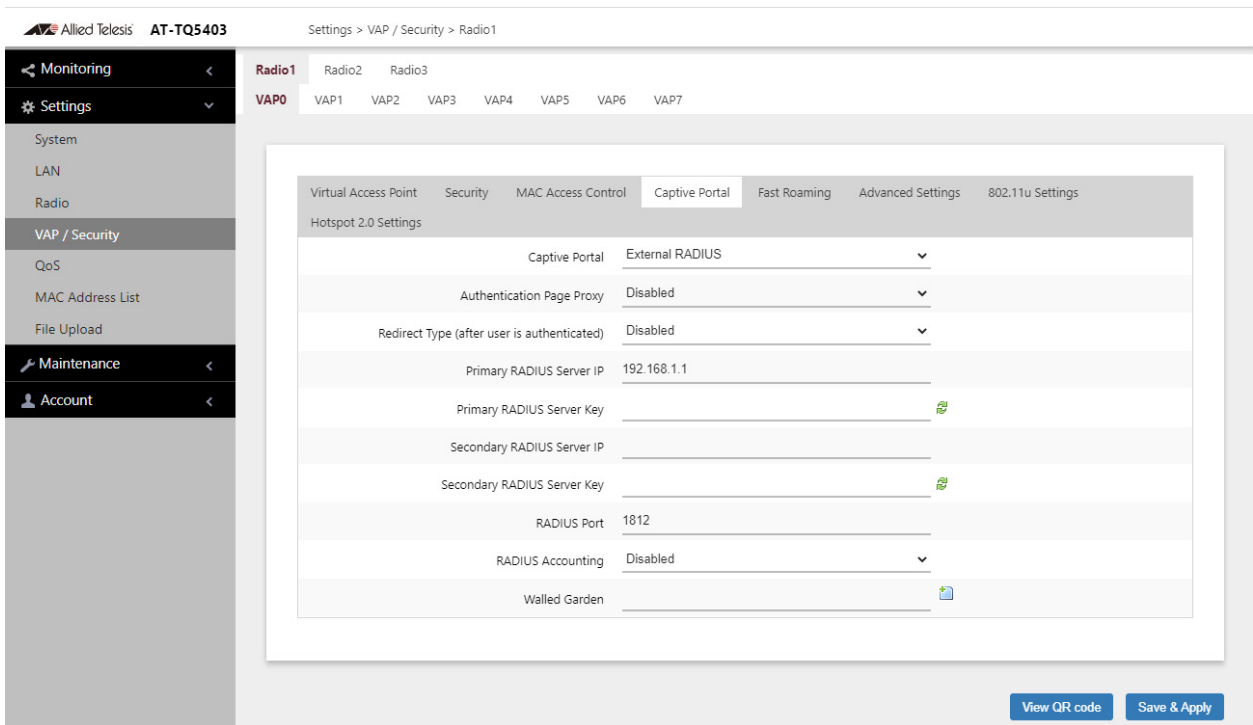 Allied Telesis AT-TQ5403 Settings > VAP / Security > Radio1
Monitoring
Settings
System
LAN
Radio
VAP / Security
QoS
MAC Address List
File Upload
Maintenance
Account
Radio1 Radio2 Radio3
VAP0 VAP1 VAP2 VAP3 VAP4 VAP5 VAP6 VAP7
Virtual Access Point Security MAC Access Control Captive Portal Fast Roaming Advanced Settings 802.11u Settings
Hotspot 2.0 Settings
Captive Portal External RADIUS
Authentication Page Proxy Disabled
Redirect Type (after user is authenticated) Disabled
Primary RADIUS Server IP 192.168.1.1
Primary RADIUS Server Key
Secondary RADIUS Server IP
Secondary RADIUS Server Key
RADIUS Port 1812
RADIUS Accounting Disabled
Walled Garden
View QR code Save & Apply